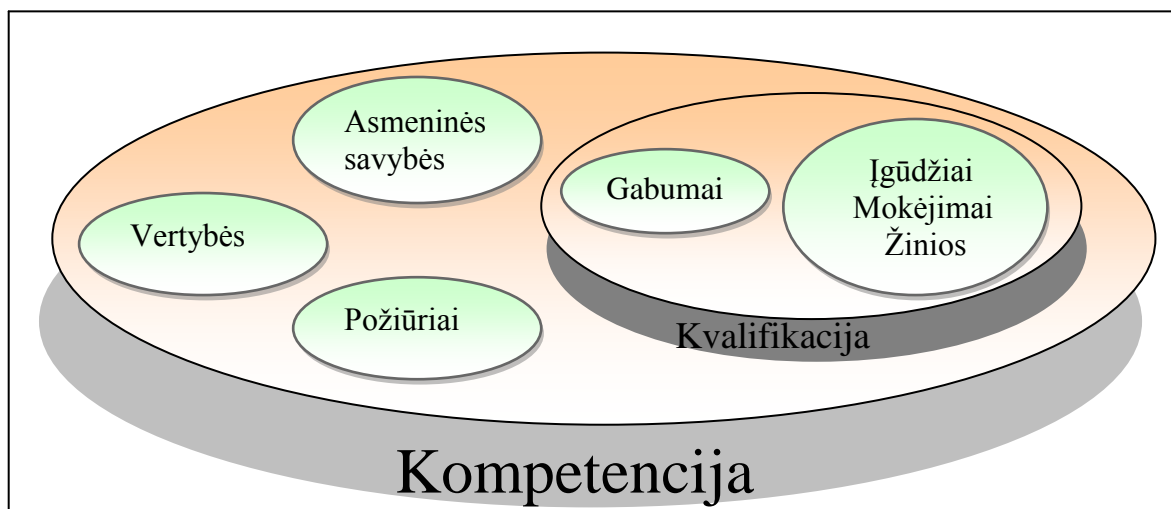 Asmeninės
savybės
Vertybės
Požiūriai
Gabumai
Įgūdžiai
Mokėjimai
Žinios
Kvalifikacija
Kompetencija